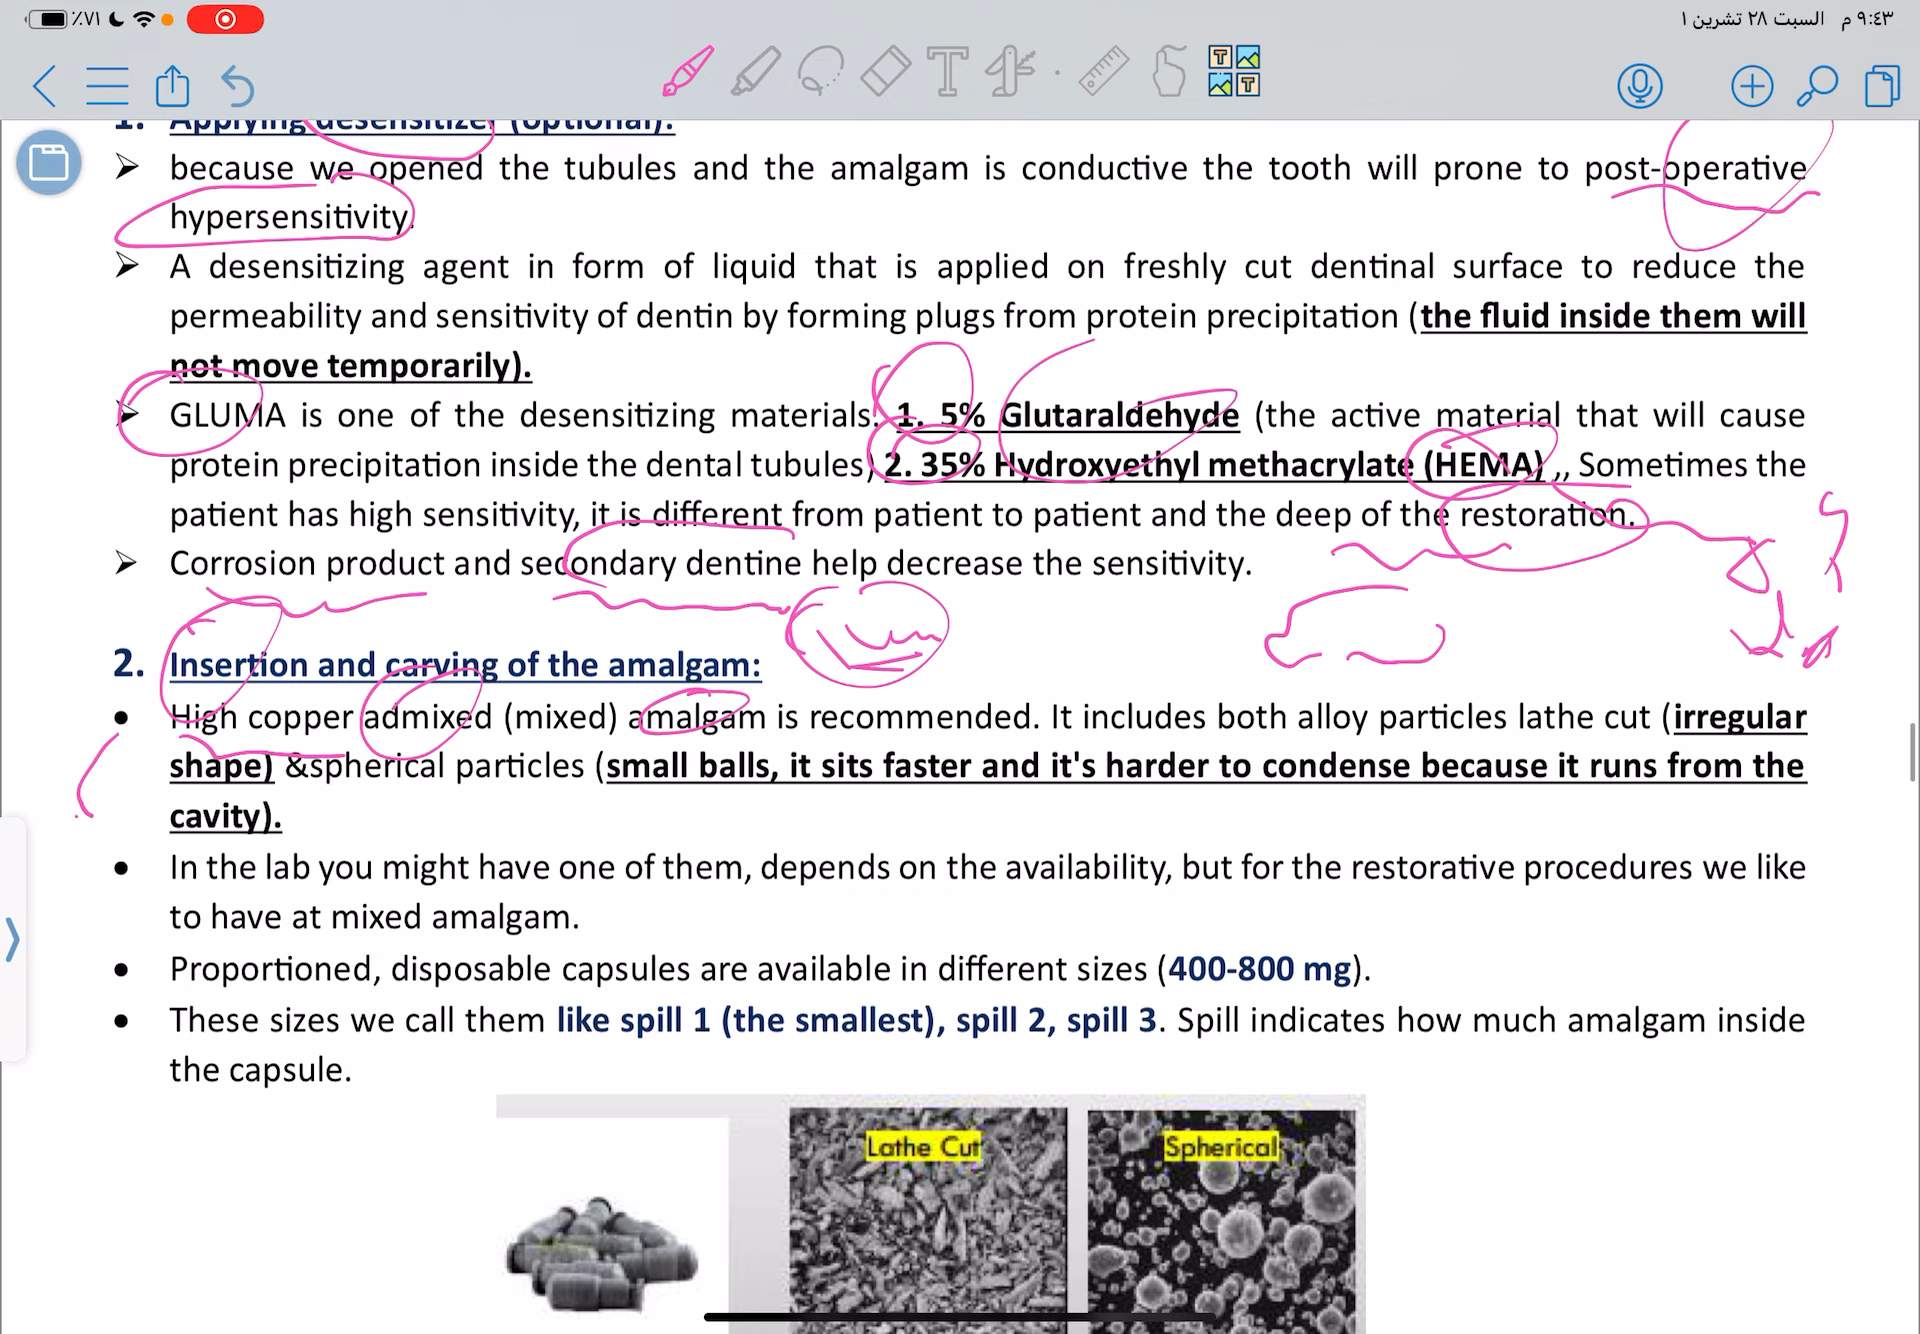 ٪٧١
٩:٤٣ م السبت ٢٨ تشرين ١
1. Applying desensitizer (optional):
➢ because we opened the tubules and the amalgam is conductive the tooth will prone to post-operative
hypersensitivity.
➢ A desensitizing agent in form of liquid that is applied on freshly cut dentinal surface to reduce the
permeability and sensitivity of dentin by forming plugs from protein precipitation (the fluid inside them will
not move temporarily).
➢ GLUMA is one of the desensitizing materials: 1. 5% Glutaraldehyde (the active material that will cause
protein precipitation inside the dental tubules) 2. 35% Hydroxyethyl methacrylate (HEMA) ,, Sometimes the
patient has high sensitivity, it is different from patient to patient and the deep of the restoration.
➢ Corrosion product and secondary dentine help decrease the sensitivity.
2. Insertion and carving of the amalgam:
• High copper admixed (mixed) amalgam is recommended. It includes both alloy particles lathe cut (irregular
shape) &spherical particles (small balls, it sits faster and it's harder to condense because it runs from the
cavity).
• In the lab you might have one of them, depends on the availability, but for the restorative procedures we like
to have at mixed amalgam.
• Proportioned, disposable capsules are available in different sizes (400-800 mg).
• These sizes we call them like spill 1 (the smallest), spill 2, spill 3. Spill indicates how much amalgam inside
the capsule.
Lathe Cut
Spherical